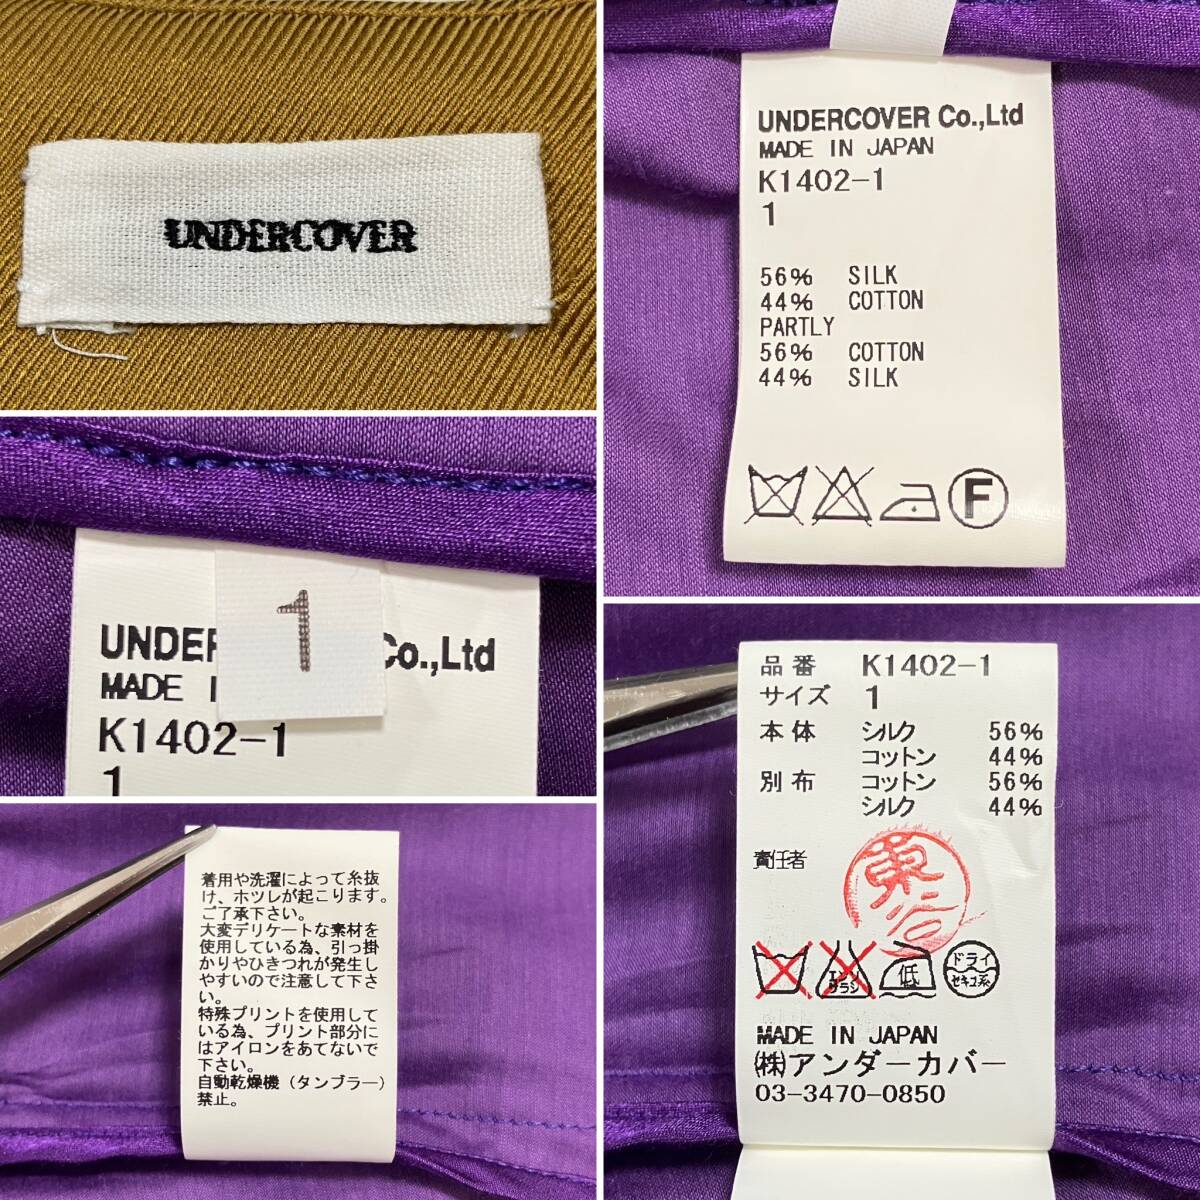 UNDERCOVER
UNDERCOVER Co.,Ltd
MADE IN JAPAN
K1402-1
1
56% SILK
44% COTTON
PARTLY
56% COTTON
44% SILK
F
1
Co.,Ltd
MADE
K1402-1
1
品番 K1402-1
サイズ 1
本体 シルク 56%
コットン 44%
別布 コットン 56%
シルク 44%
責任者
エンソ
サラシ
低
ドライ
セキユ系
MADE IN JAPAN
㈱アンダーカバー
03-3470-0850
着用や洗濯によって糸抜
け、ホツレが起こります。
ご了承下さい。
大変デリケートな素材を
使用している為、引っ掛
かりやひきつれが発生し
やすいので注意して下さ
い。
特殊プリントを使用して
いる為、プリント部分に
はアイロンをあてないで
下さい。
自動乾燥機(タンブラー)
禁止。